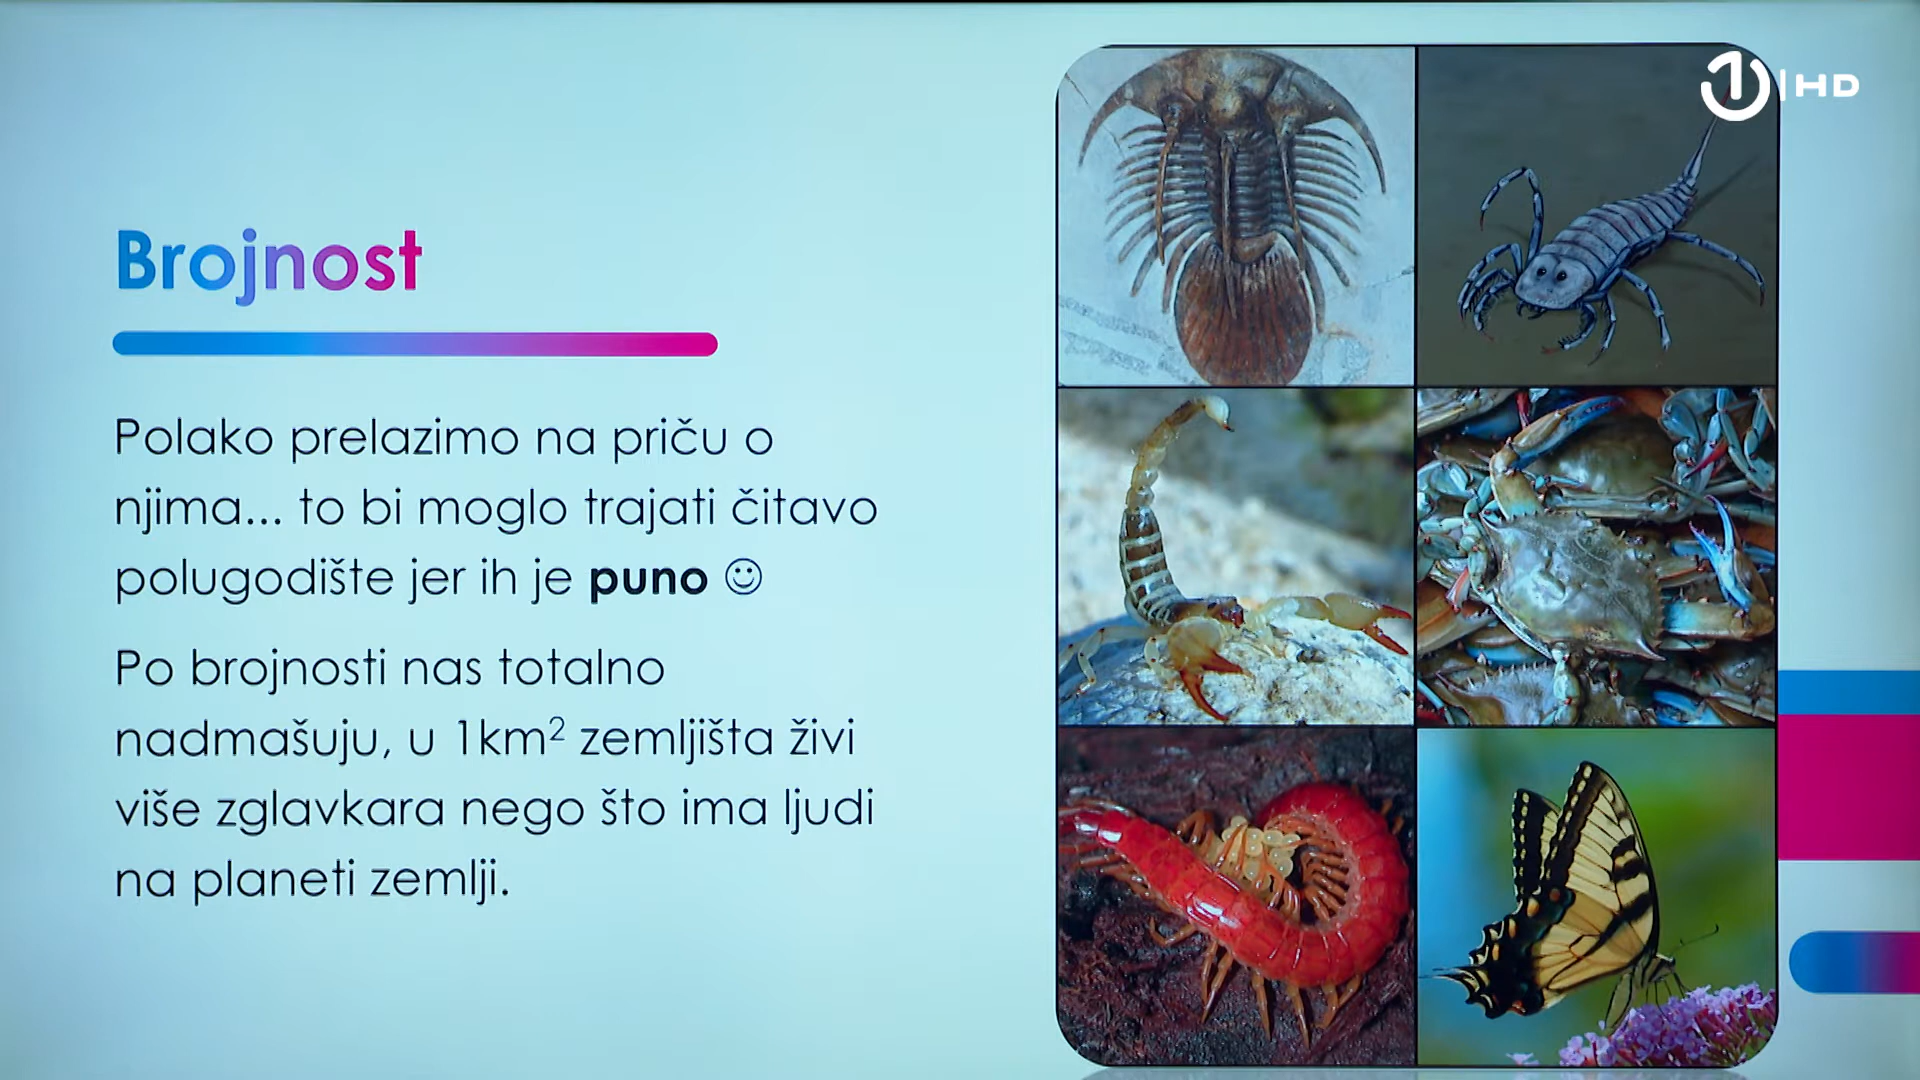 1 HD
Brojnost
Polako prelazimo na priču o
njima... to bi moglo trajati čitavo
polugodište jer ih je puno ☺
Po brojnosti nas totalno
nadmašuju, u 1km² zemljišta živi
više zglavkara nego što ima ljudi
na planeti zemlji.